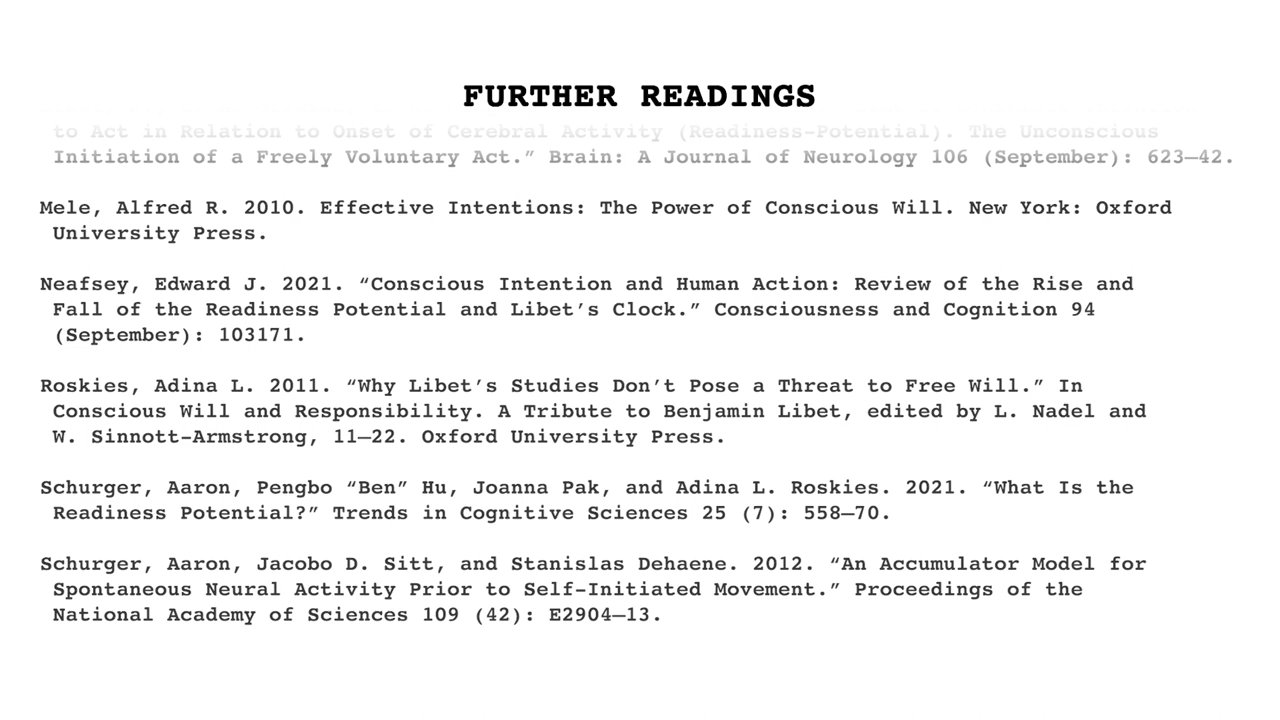 FURTHER READINGS
to Act in Relation to Onset of Cerebral Activity (Readiness-Potential). The Unconscious
Initiation of a Freely Voluntary Act.” Brain: A Journal of Neurology 106 (September): 623–42.
Mele, Alfred R. 2010. Effective Intentions: The Power of Conscious Will. New York: Oxford
University Press.
Neafsey, Edward J. 2021. “Conscious Intention and Human Action: Review of the Rise and
Fall of the Readiness Potential and Libet’s Clock.” Consciousness and Cognition 94
(September): 103171.
Roskies, Adina L. 2011. “Why Libet’s Studies Don’t Pose a Threat to Free Will.” In
Conscious Will and Responsibility. A Tribute to Benjamin Libet, edited by L. Nadel and
W. Sinnott-Armstrong, 11–22. Oxford University Press.
Schurger, Aaron, Pengbo “Ben” Hu, Joanna Pak, and Adina L. Roskies. 2021. “What Is the
Readiness Potential?” Trends in Cognitive Sciences 25 (7): 558–70.
Schurger, Aaron, Jacobo D. Sitt, and Stanislas Dehaene. 2012. “An Accumulator Model for
Spontaneous Neural Activity Prior to Self-Initiated Movement.” Proceedings of the
National Academy of Sciences 109 (42): E2904–13.